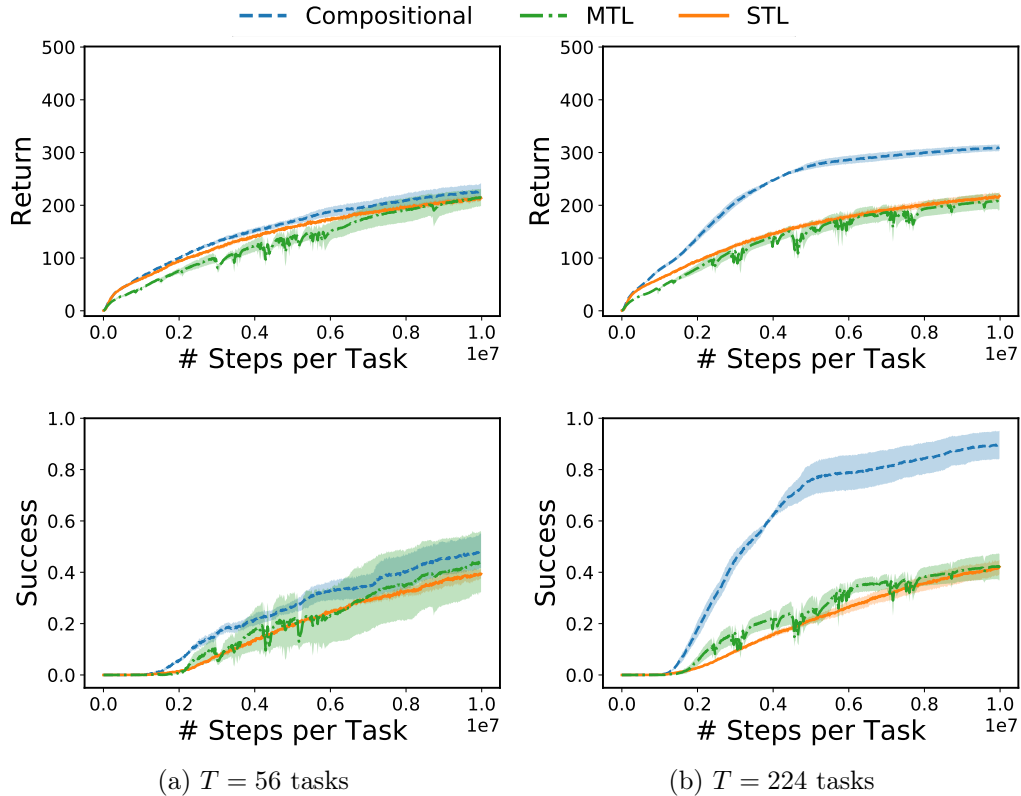 Compositional MTL STL
500
400
300
200
100
0
Return
0.0 0.2 0.4 0.6 0.8 1.0
1e7
# Steps per Task
500
400
300
200
100
0
Return
0.0 0.2 0.4 0.6 0.8 1.0
1e7
# Steps per Task
1.0
0.8
0.6
0.4
0.2
0.0
Success
0.0 0.2 0.4 0.6 0.8 1.0
1e7
# Steps per Task
1.0
0.8
0.6
0.4
0.2
0.0
Success
0.0 0.2 0.4 0.6 0.8 1.0
1e7
# Steps per Task
(a) T = 56 tasks
(b) T = 224 tasks